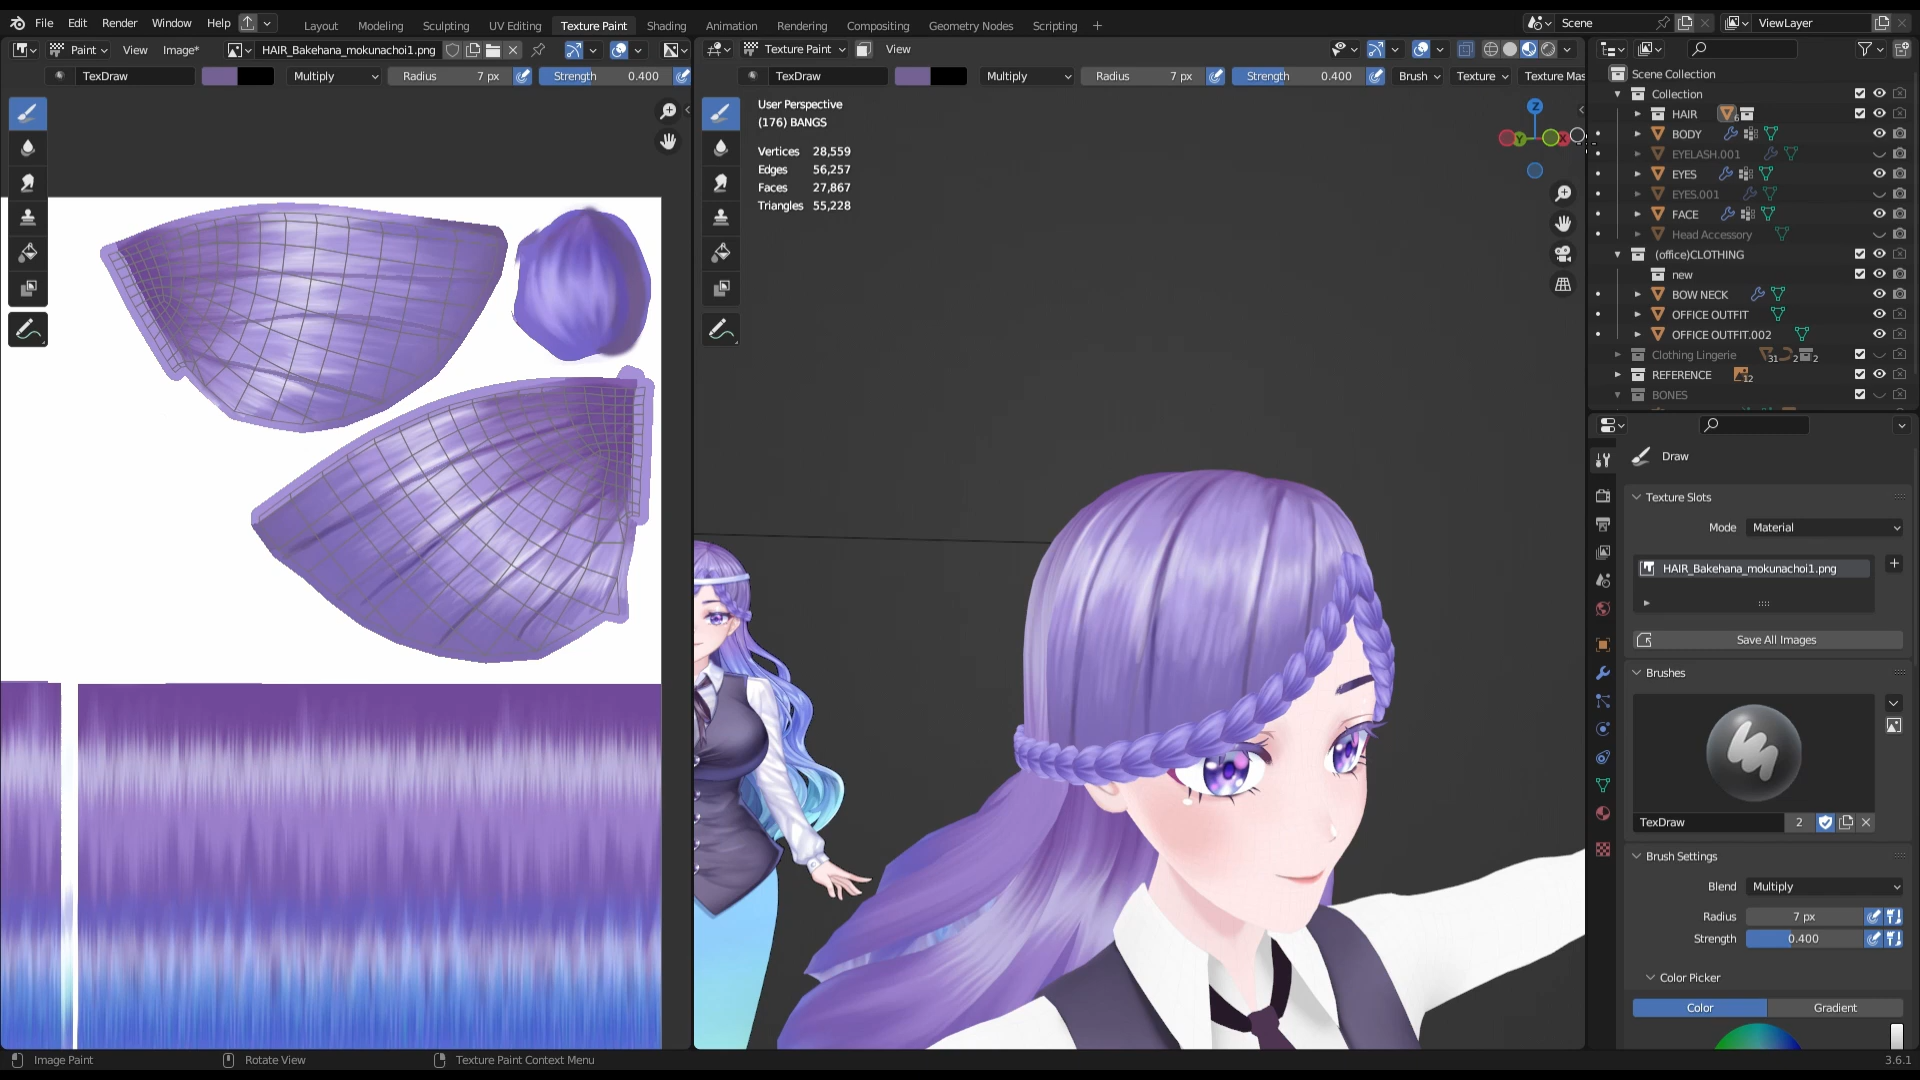 File Edit Render Window Help
Layout Modeling Sculpting UV Editing Texture Paint Shading Animation Rendering Compositing Geometry Nodes Scripting +
Scene
ViewLayer
Paint View Image* HAIR_Bakehana_mokunachoi1.png
Texture Paint View
TexDraw Multiply Radius 7 px Strength 0.400
TexDraw Multiply Radius 7 px Strength 0.400 Brush Texture Texture Mas
User Perspective
(176) BANGS
Vertices 28,559
Edges 56,257
Faces 27,867
Triangles 55,228
Z
Y
X
Scene Collection
Collection
HAIR 6
BODY
EYELASH.001
EYES
EYES.001
FACE
Head Accessory
(office)CLOTHING
new
BOW NECK
OFFICE OUTFIT
OFFICE OUTFIT.002
Clothing Lingerie 31 2 2
REFERENCE 12
BONES
Draw
Texture Slots
Mode Material
HAIR_Bakehana_mokunachoi1.png
Save All Images
Brushes
TexDraw 2
Brush Settings
Blend Multiply
Radius 7 px
Strength 0.400
Color Picker
Color Gradient
Image Paint Rotate View Texture Paint Context Menu 3.6.1